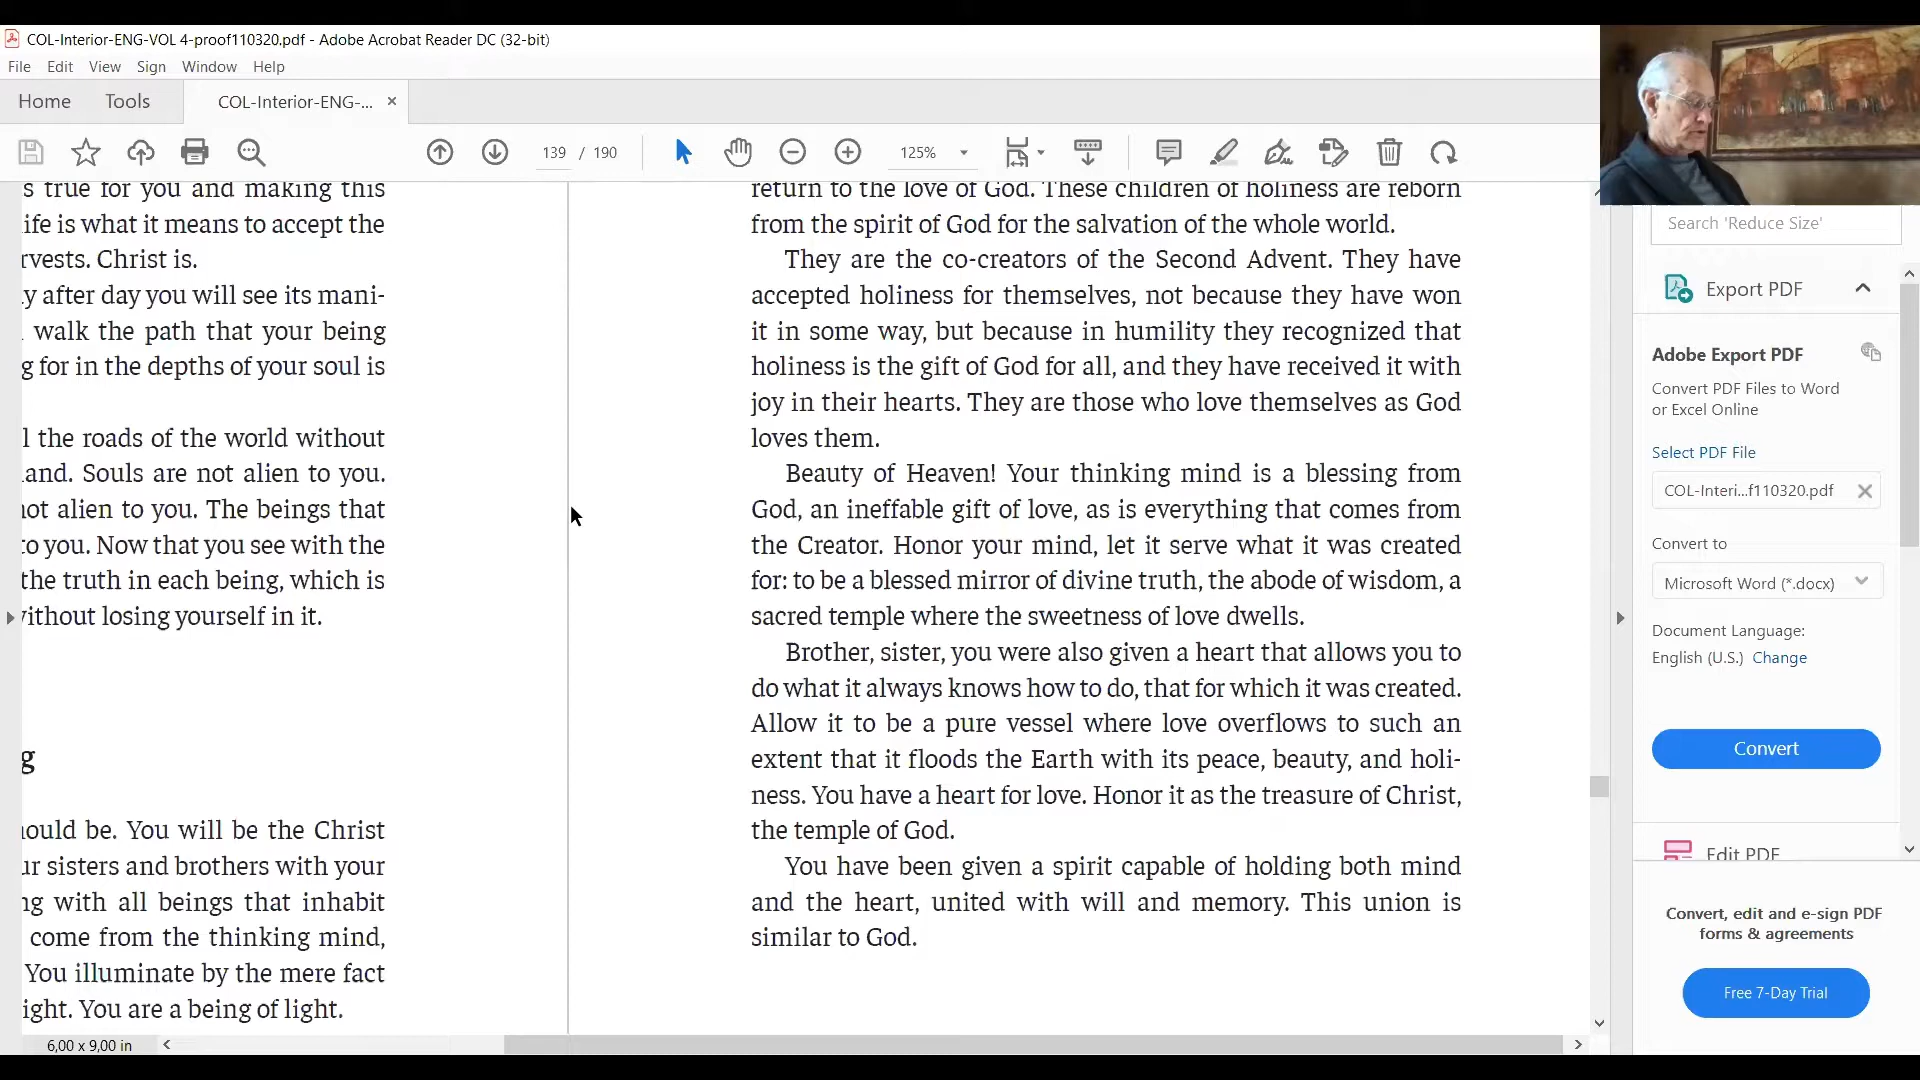 COL-Interior-ENG-VOL 4-proof110320.pdf - Adobe Acrobat Reader DC (32-bit)
File Edit View Sign Window Help
Home Tools COL-Interior-ENG-... ×
139 / 190 125%
s true for you and making this
ife is what it means to accept the
rvests. Christ is.
y after day you will see its mani-
walk the path that your being
g for in the depths of your soul is
l the roads of the world without
and. Souls are not alien to you.
not alien to you. The beings that
to you. Now that you see with the
the truth in each being, which is
without losing yourself in it.
g
hould be. You will be the Christ
ur sisters and brothers with your
ng with all beings that inhabit
come from the thinking mind,
You illuminate by the mere fact
ight. You are a being of light.
return to the love of God. These children of holiness are reborn
from the spirit of God for the salvation of the whole world.
They are the co-creators of the Second Advent. They have
accepted holiness for themselves, not because they have won
it in some way, but because in humility they recognized that
holiness is the gift of God for all, and they have received it with
joy in their hearts. They are those who love themselves as God
loves them.
Beauty of Heaven! Your thinking mind is a blessing from
God, an ineffable gift of love, as is everything that comes from
the Creator. Honor your mind, let it serve what it was created
for: to be a blessed mirror of divine truth, the abode of wisdom, a
sacred temple where the sweetness of love dwells.
Brother, sister, you were also given a heart that allows you to
do what it always knows how to do, that for which it was created.
Allow it to be a pure vessel where love overflows to such an
extent that it floods the Earth with its peace, beauty, and holi-
ness. You have a heart for love. Honor it as the treasure of Christ,
the temple of God.
You have been given a spirit capable of holding both mind
and the heart, united with will and memory. This union is
similar to God.
6,00 x 9,00 in
Search 'Reduce Size'
Export PDF
Adobe Export PDF
Convert PDF Files to Word
or Excel Online
Select PDF File
COL-Interi...f110320.pdf
Convert to
Microsoft Word (*.docx)
Document Language:
English (U.S.) Change
Convert
Edit PDF
Convert, edit and e-sign PDF
forms & agreements
Free 7-Day Trial